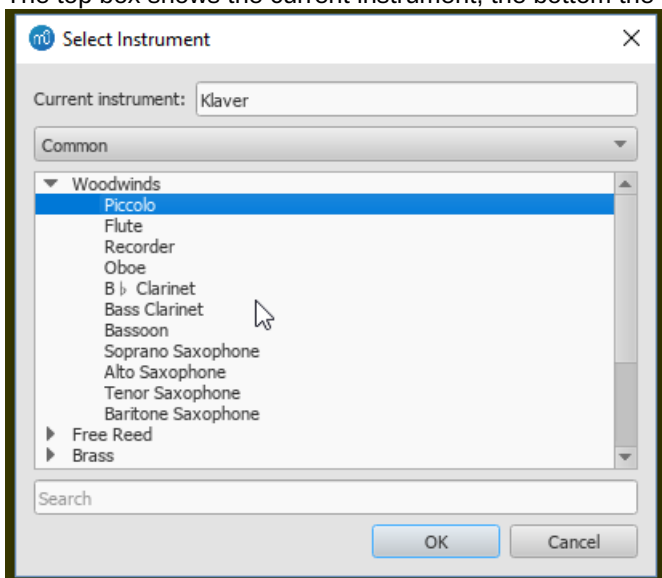 The top box shows the current instrument, the bottom the
Select Instrument
Current instrument: Klaver
Common
Woodwinds
Piccolo
Flute
Recorder
Oboe
B♭ Clarinet
Bass Clarinet
Bassoon
Soprano Saxophone
Alto Saxophone
Tenor Saxophone
Baritone Saxophone
Free Reed
Brass
Search
OK Cancel